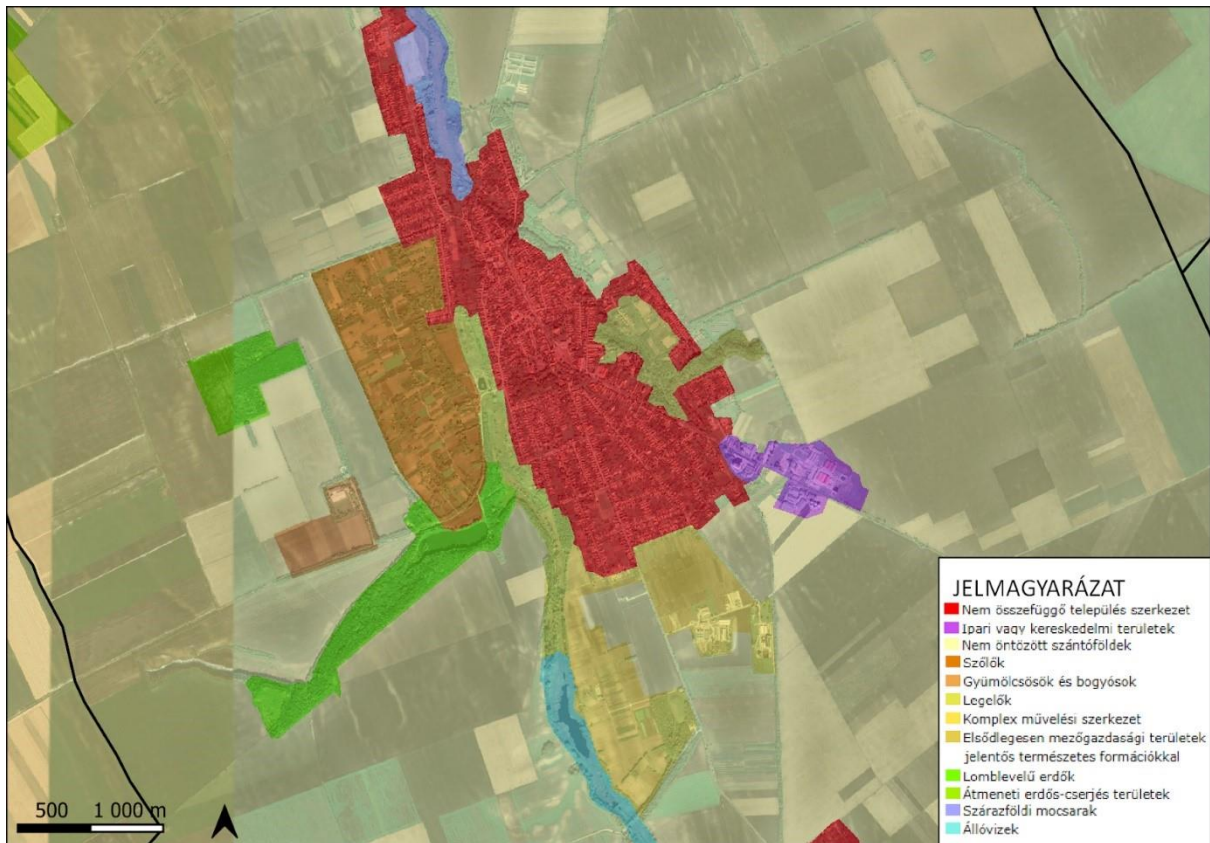 JELMAGYARÁZAT
Nem összefüggő település szerkezet
Ipari vagy kereskedelmi területek
Nem öntözött szántóföldek
Szőlők
Gyümölcsösök és bogyósok
Legelők
Komplex művelési szerkezet
Elsődlegesen mezőgazdasági területek
jelentős természetes formációkkal
Lomblevelű erdők
Átmeneti erdős-cserjés területek
Szárazföldi mocsarak
Állóvizek
500 1 000 m